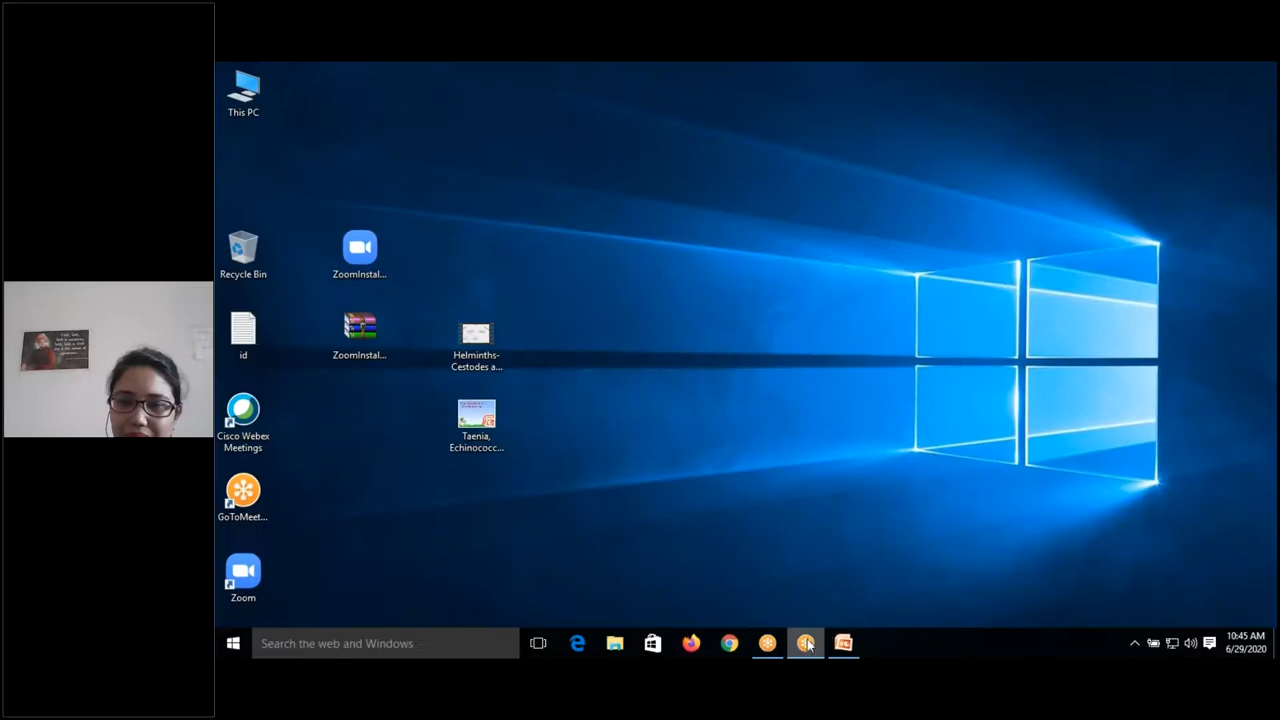 This PC
Recycle Bin
ZoomInstal...
id
ZoomInstal...
Helminths-
Cestodes a...
Cisco Webex
Meetings
Taenia,
Echinococc...
GoToMeet...
Zoom
Search the web and Windows
10:45 AM
6/29/2020